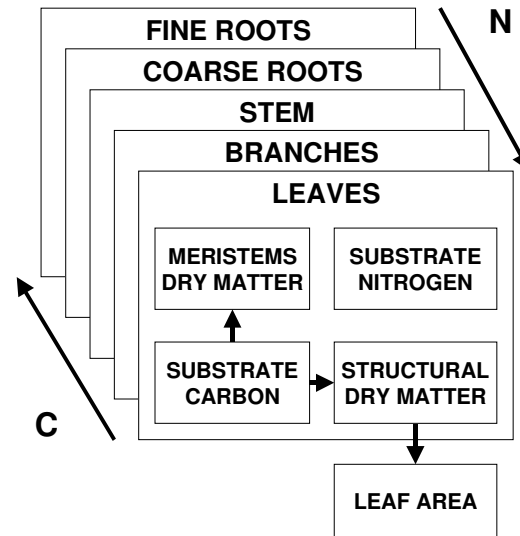 N
FINE ROOTS
COARSE ROOTS
STEM
BRANCHES
LEAVES
MERISTEMS
DRY MATTER
SUBSTRATE
NITROGEN
SUBSTRATE
CARBON
STRUCTURAL
DRY MATTER
C
LEAF AREA